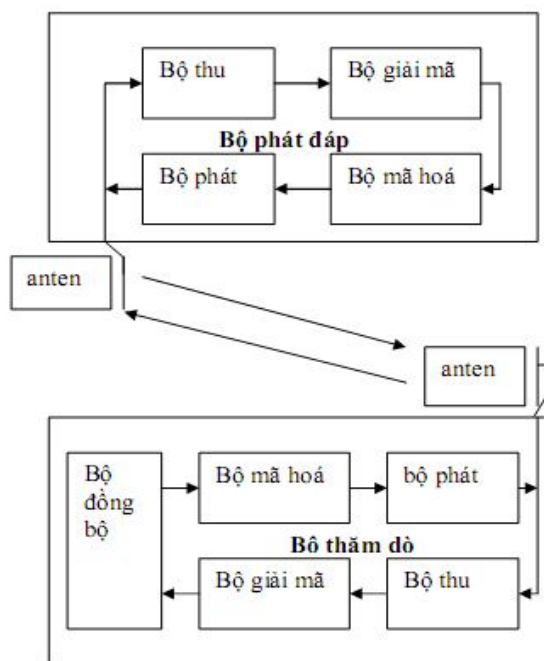 Bộ thu
Bộ giải mã
Bộ phát đáp
Bộ phát
Bộ mã hoá
anten
anten
Bộ
đồng
bộ
Bộ mã hoá
bộ phát
Bô thăm dò
Bộ giải mã
Bộ thu